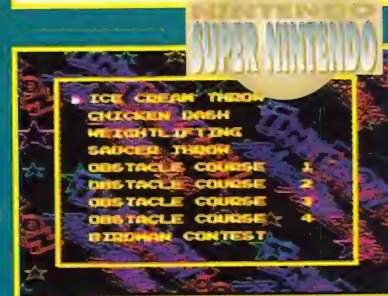 NINTENDO
SUPER NINTENDO
ICE CREAM THROW
CHICKEN DASH
WEIGHTLIFTING
SAUCER THROW
OBSTACLE COURSE 1
OBSTACLE COURSE 2
OBSTACLE COURSE 3
OBSTACLE COURSE 4
BIRDMAN CONTEST